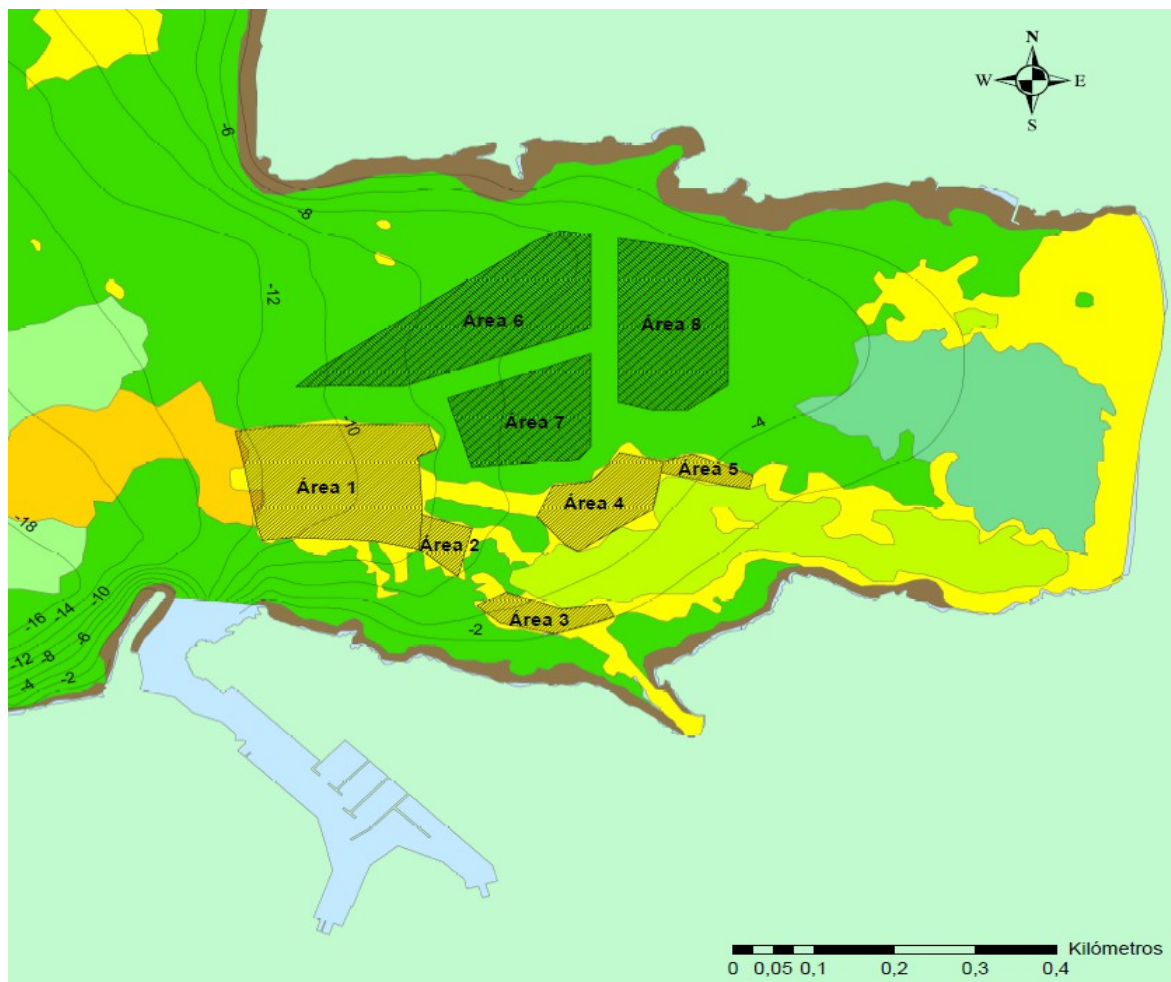 N
W E
S
-6
-8
-12
Área 6
Área 8
-10
Área 7
-4
Área 5
Área 1
Área 4
-18
Área 2
-10
-14
-16
Área 3
-2
-6
-8
-12
-2
-4
Kilómetros
0 0,05 0,1 0,2 0,3 0,4